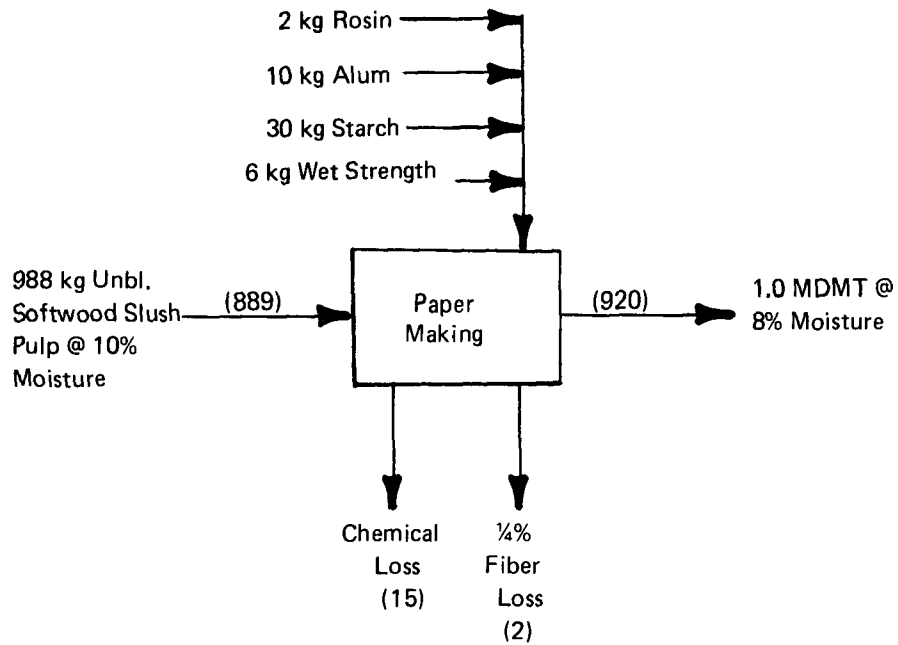 2 kg Rosin
10 kg Alum
30 kg Starch
6 kg Wet Strength
988 kg Unbl.
Softwood Slush
Pulp @ 10%
Moisture
(889)
Paper
Making
(920)
1.0 MDMT @
8% Moisture
Chemical
Loss
(15)
¼%
Fiber
Loss
(2)